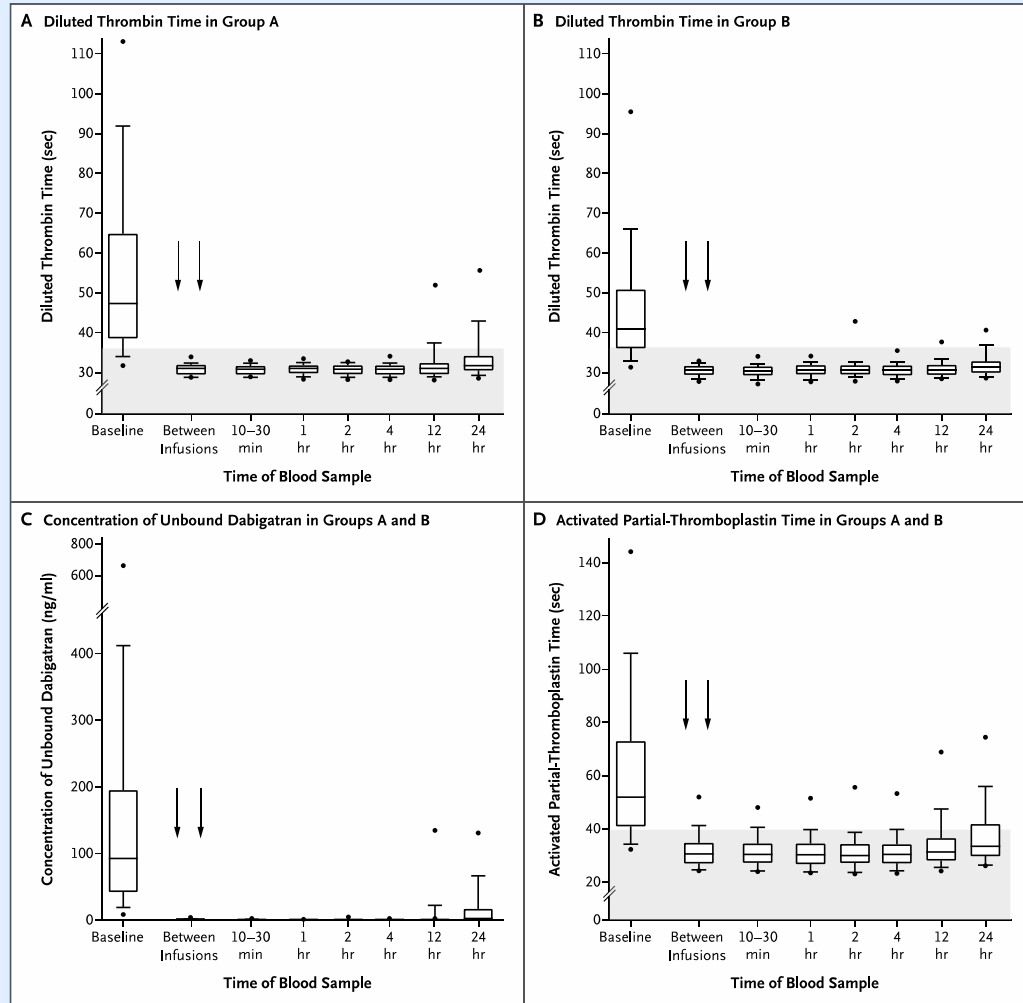 A Diluted Thrombin Time in Group A
Diluted Thrombin Time (sec)
110
100
90
80
70
60
50
40
30
0
Baseline
Between
Infusions
10–30
min
1
hr
2
hr
4
hr
12
hr
24
hr
Time of Blood Sample
B Diluted Thrombin Time in Group B
Diluted Thrombin Time (sec)
110
100
90
80
70
60
50
40
30
0
Baseline
Between
Infusions
10–30
min
1
hr
2
hr
4
hr
12
hr
24
hr
Time of Blood Sample
C Concentration of Unbound Dabigatran in Groups A and B
Concentration of Unbound Dabigatran (ng/ml)
800
600
400
300
200
100
0
Baseline
Between
Infusions
10–30
min
1
hr
2
hr
4
hr
12
hr
24
hr
Time of Blood Sample
D Activated Partial-Thromboplastin Time in Groups A and B
Activated Partial-Thromboplastin Time (sec)
140
120
100
80
60
40
20
0
Baseline
Between
Infusions
10–30
min
1
hr
2
hr
4
hr
12
hr
24
hr
Time of Blood Sample